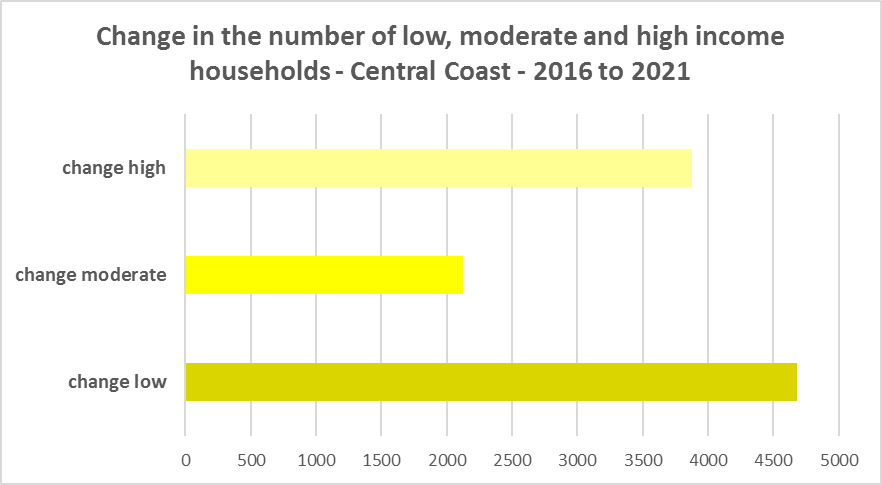 Change in the number of low, moderate and high income
households - Central Coast - 2016 to 2021
change high
change moderate
change low
0 500 1000 1500 2000 2500 3000 3500 4000 4500 5000